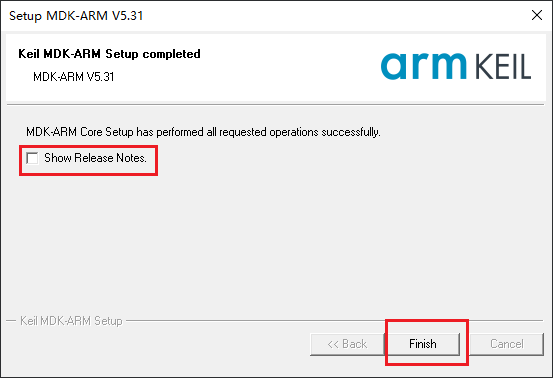 Setup MDK-ARM V5.31
Keil MDK-ARM Setup completed
MDK-ARM V5.31
arm KEIL
MDK-ARM Core Setup has performed all requested operations successfully.
Show Release Notes.
Keil MDK-ARM Setup
<< Back
Finish
Cancel